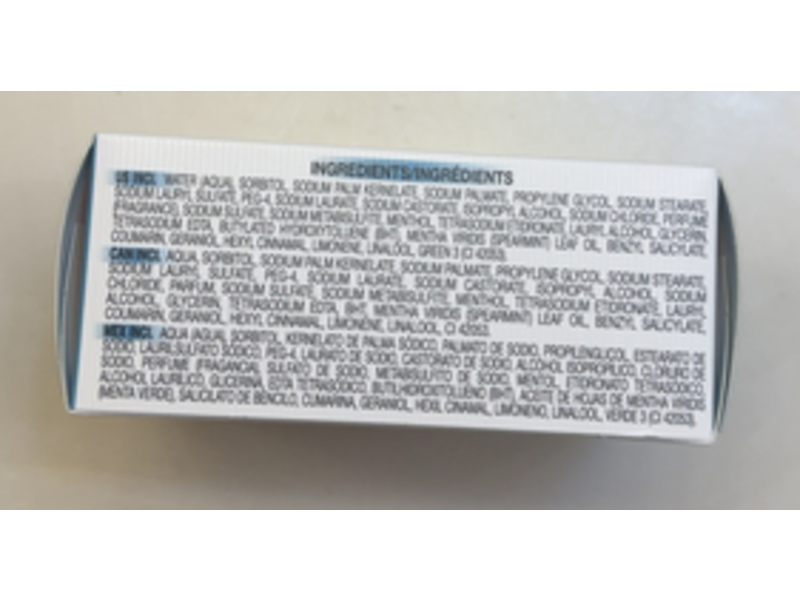 INGREDIENTS/INGRÉDIENTS
US INCL. WATER (AQUA), SORBITOL, SODIUM PALM KERNELATE, SODIUM PALMATE, PROPYLENE GLYCOL, SODIUM STEARATE,
SODIUM LAURYL SULFATE, PEG-4, SODIUM LAURATE, SODIUM CASTORATE, ISOPROPYL ALCOHOL, SODIUM CHLORIDE, PERFUME
(FRAGRANCE), SODIUM SULFATE, SODIUM METABISULFITE, MENTHOL, TETRASODIUM ETIDRONATE, LAURYL ALCOHOL, GLYCERIN,
TETRASODIUM EDTA, BUTYLATED HYDROXYTOLUENE (BHT), MENTHA VIRIDIS (SPEARMINT) LEAF OIL, BENZYL SALICYLATE,
COUMARIN, GERANIOL, HEXYL CINNAMAL, LIMONENE, LINALOOL, GREEN 3 (CI 42053).
CAN INCL. AQUA, SORBITOL, SODIUM PALM KERNELATE, SODIUM PALMATE, PROPYLENE GLYCOL, SODIUM STEARATE,
SODIUM LAURYL SULFATE, PEG-4, SODIUM LAURATE, SODIUM CASTORATE, ISOPROPYL ALCOHOL, SODIUM
CHLORIDE, PARFUM, SODIUM SULFATE, SODIUM METABISULFITE, MENTHOL, TETRASODIUM ETIDRONATE, LAURYL
ALCOHOL, GLYCERIN, TETRASODIUM EDTA, BHT, MENTHA VIRIDIS (SPEARMINT) LEAF OIL, BENZYL SALICYLATE,
COUMARIN, GERANIOL, HEXYL CINNAMAL, LIMONENE, LINALOOL, CI 42053.
MEX INCL. AQUA (AQUA), SORBITOL, KERNELATO DE PALMA SÓDICO, PALMATO DE SODIO, PROPILENGLICOL, ESTEARATO DE
SODIO, LAURILSULFATO SÓDICO, PEG-4, LAURATO DE SODIO, CASTORATO DE SODIO, ALCOHOL ISOPROPILICO, CLORURO DE
SODIO, PERFUME (FRAGANCIA), SULFATO DE SODIO, METABISULFITO DE SODIO, MENTOL, ETIDRONATO TETRASODICO,
ALCOHOL LAURILICO, GLICERINA, EDTA TETRASÓDICO, BUTILHIDROXITOLUENO (BHT), ACEITE DE HOJAS DE MENTHA VIRIDIS
(MENTA VERDE), SALICILATO DE BENCILO, CUMARINA, GERANIOL, HEXIL CINAMAL, LIMONENO, LINALOOL, VERDE 3 (CI 42053).